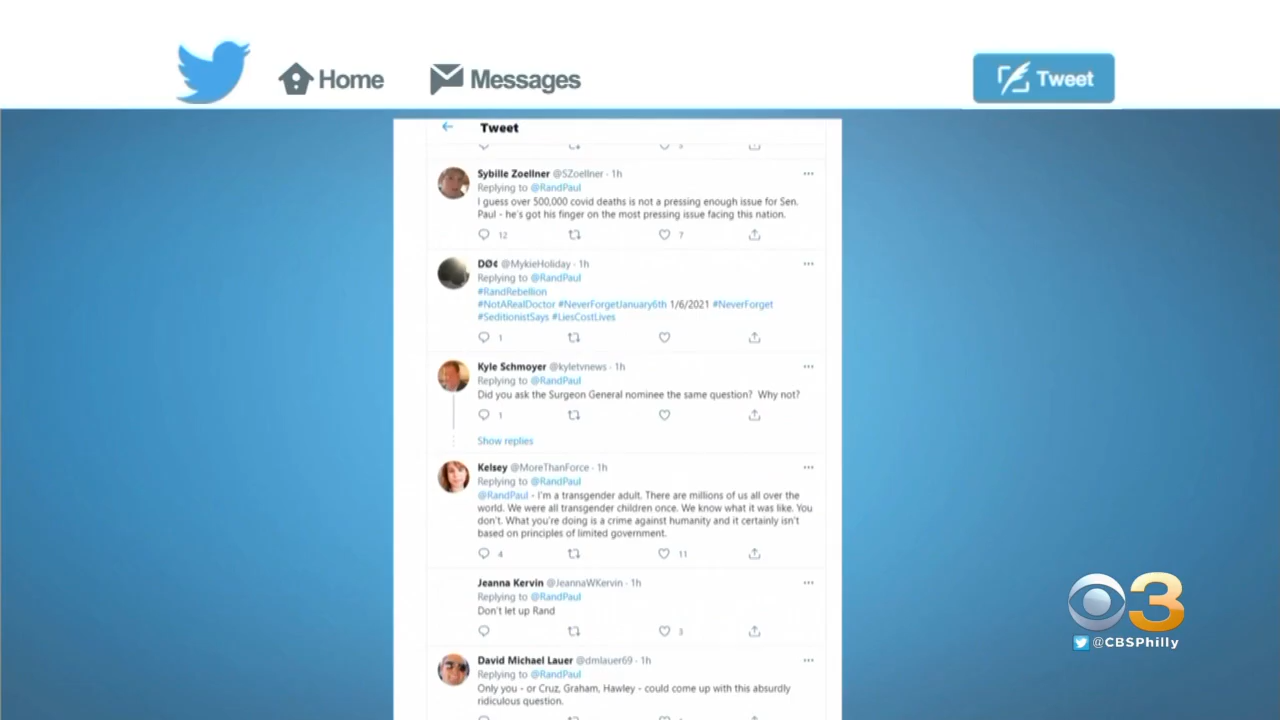 Home
Messages
Tweet
Tweet
Sybille Zoellner @SZoellner · 1h
Replying to @RandPaul
I guess over 500,000 covid deaths is not a pressing enough issue for Sen.
Paul - he's got his finger on the most pressing issue facing this nation.
12 7
DØ¢ @MykieHoliday · 1h
Replying to @RandPaul
#RandRebellion
#NotARealDoctor #NeverForgetJanuary6th 1/6/2021 #NeverForget
#SeditionistSays #LiesCostLives
1
Kyle Schmoyer @kyletvnews · 1h
Replying to @RandPaul
Did you ask the Surgeon General nominee the same question? Why not?
1
Show replies
Kelsey @MoreThanForce · 1h
Replying to @RandPaul
@RandPaul - I'm a transgender adult. There are millions of us all over the
world. We were all transgender children once. We know what it was like. You
don't. What you're doing is a crime against humanity and it certainly isn't
based on principles of limited government.
4 11
Jeanna Kervin @JeannaWKervin · 1h
Replying to @RandPaul
Don't let up Rand
3
David Michael Lauer @dmlauer69 · 1h
Replying to @RandPaul
Only you - or Cruz, Graham, Hawley - could come up with this absurdly
ridiculous question.
3
@CBSPhilly